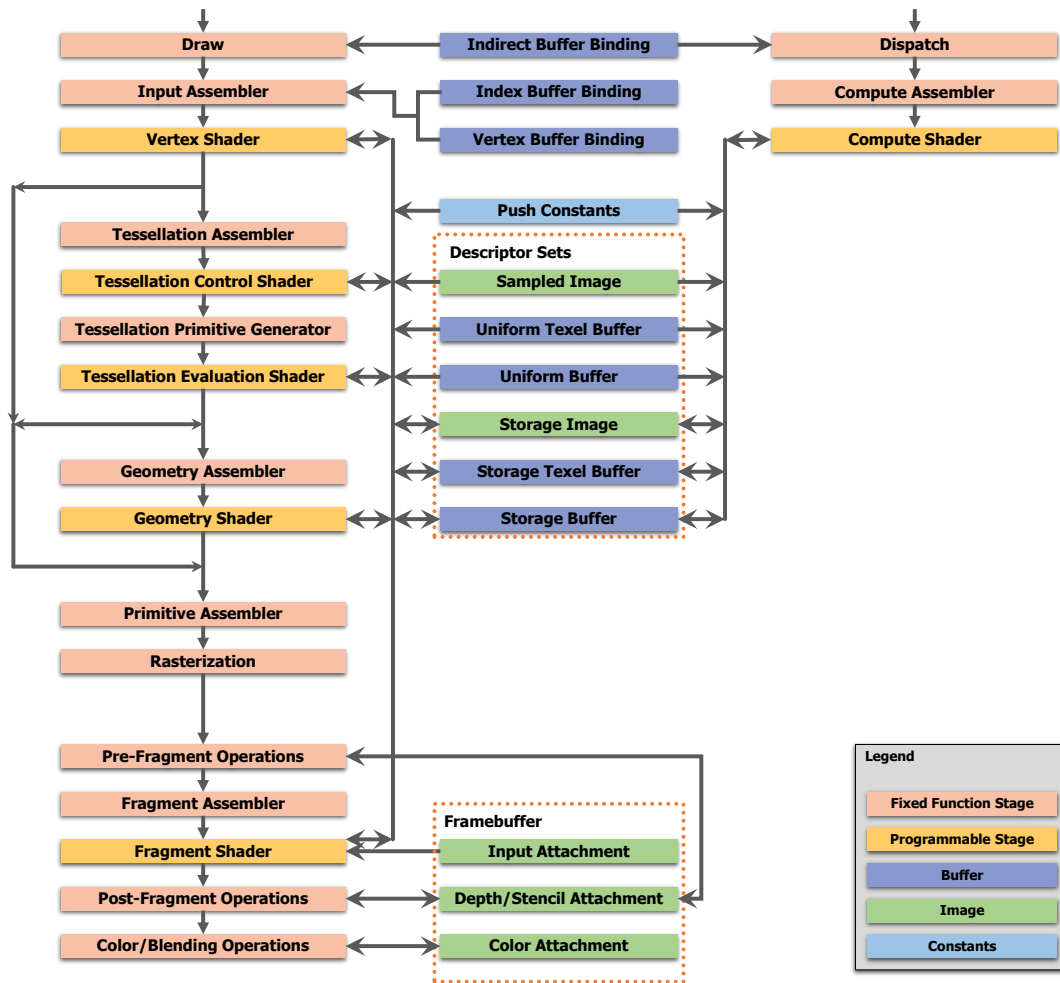 Draw
Indirect Buffer Binding
Dispatch
Input Assembler
Index Buffer Binding
Compute Assembler
Vertex Shader
Vertex Buffer Binding
Compute Shader
Push Constants
Tessellation Assembler
Descriptor Sets
Tessellation Control Shader
Sampled Image
Tessellation Primitive Generator
Uniform Texel Buffer
Tessellation Evaluation Shader
Uniform Buffer
Storage Image
Geometry Assembler
Storage Texel Buffer
Geometry Shader
Storage Buffer
Primitive Assembler
Rasterization
Pre-Fragment Operations
Fragment Assembler
Framebuffer
Fragment Shader
Input Attachment
Post-Fragment Operations
Depth/Stencil Attachment
Color/Blending Operations
Color Attachment
Legend
Fixed Function Stage
Programmable Stage
Buffer
Image
Constants